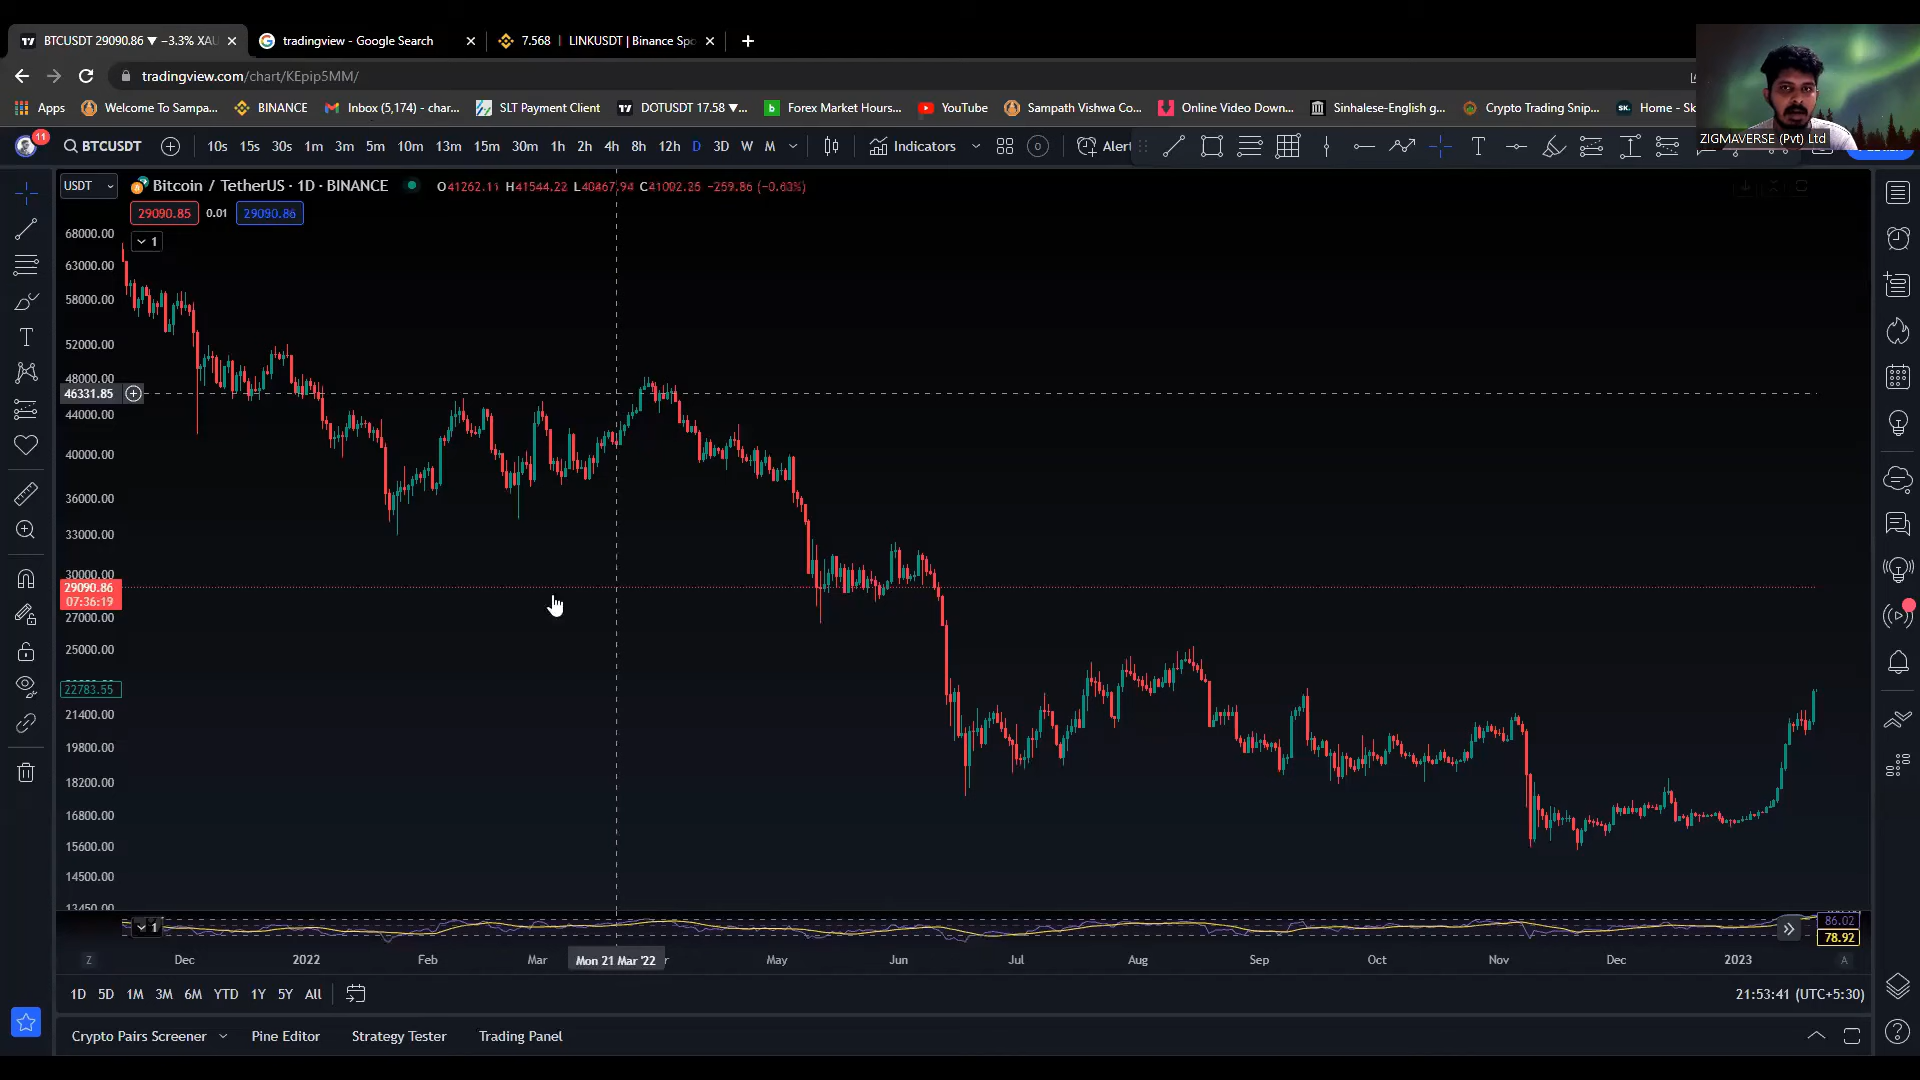 BTCUSDT 29090.86 ▼ −3.3% XAU
tradingview - Google Search
7.568 | LINKUSDT | Binance Spo
tradingview.com/chart/KEpip5MM/
Apps
Welcome To Sampa...
BINANCE
Inbox (5,174) - char...
SLT Payment Client
DOTUSDT 17.58 ▼...
Forex Market Hours...
YouTube
Sampath Vishwa Co...
Online Video Down...
Sinhalese-English g...
Crypto Trading Snip...
Home - Sk
ZIGMAVERSE (Pvt) Ltd
11
BTCUSDT
10s 15s 30s 1m 3m 5m 10m 13m 15m 30m 1h 2h 4h 8h 12h D 3D W M
Indicators
Alert
USDT
Bitcoin / TetherUS · 1D · BINANCE
O41262.11 H41544.22 L40467.94 C41002.25 −259.86 (−0.63%)
29090.85 0.01 29090.86
1
68000.00
63000.00
58000.00
52000.00
48000.00
46331.85
44000.00
40000.00
36000.00
33000.00
30000.00
29090.86
07:36:19
27000.00
25000.00
22783.55
21400.00
19800.00
18200.00
16800.00
15600.00
14500.00
13450.00
1
86.02
78.92
Z Dec 2022 Feb Mar Mon 21 Mar '22 May Jun Jul Aug Sep Oct Nov Dec 2023 A
1D 5D 1M 3M 6M YTD 1Y 5Y All
21:53:41 (UTC+5:30)
Crypto Pairs Screener
Pine Editor
Strategy Tester
Trading Panel